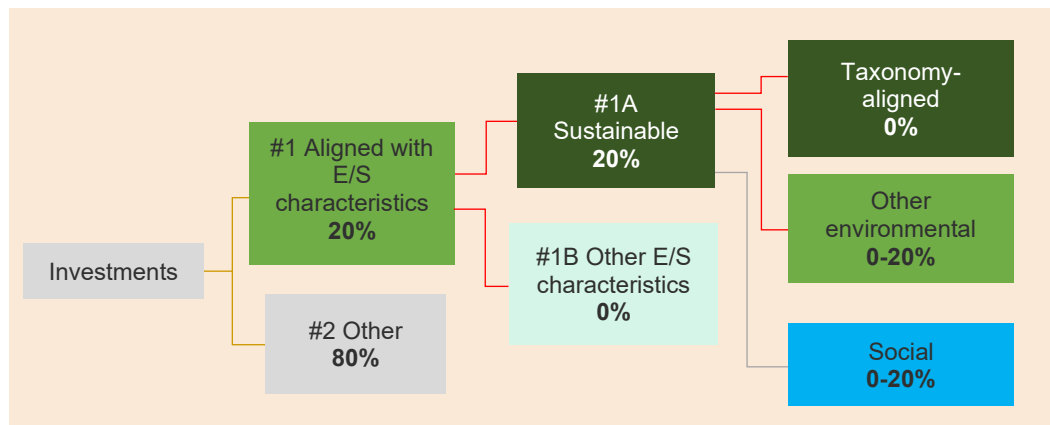 Investments
#1 Aligned with
E/S
characteristics
20%
#2 Other
80%
#1A
Sustainable
20%
#1B Other E/S
characteristics
0%
Taxonomy-
aligned
0%
Other
environmental
0-20%
Social
0-20%